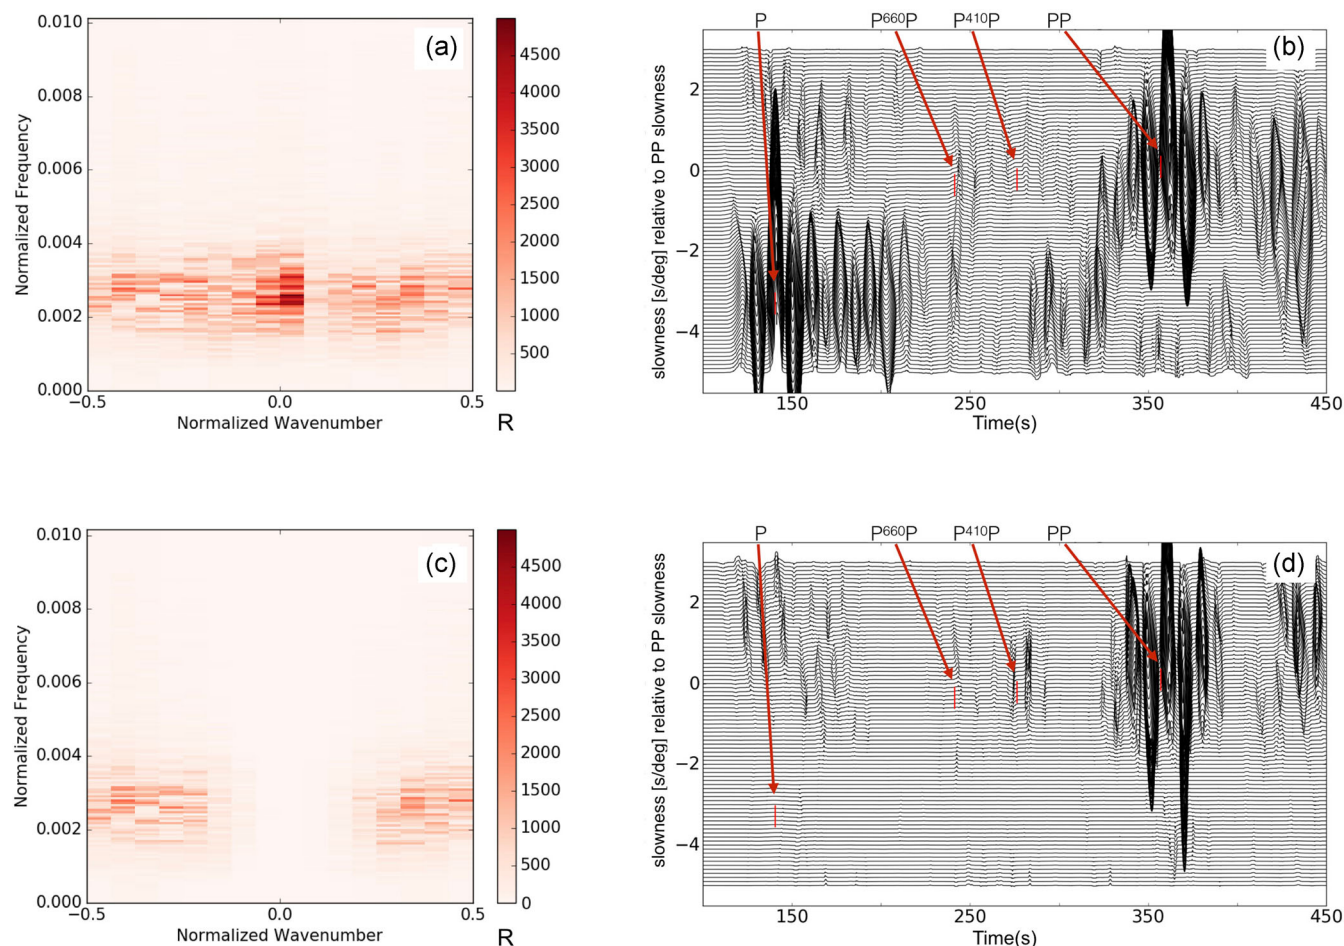 (a)
0.010
0.008
0.006
0.004
0.002
0.000
Normalized Frequency
−0.5
0.0
0.5
Normalized Wavenumber
4500
4000
3500
3000
2500
2000
1500
1000
500
R
P
P⁶⁶⁰P
P⁴¹⁰P
PP
(b)
2
0
−2
−4
slowness [s/deg] relative to PP slowness
150
250
350
450
Time(s)
(c)
0.010
0.008
0.006
0.004
0.002
0.000
Normalized Frequency
−0.5
0.0
0.5
Normalized Wavenumber
4500
4000
3500
3000
2500
2000
1500
1000
500
0
R
P
P⁶⁶⁰P
P⁴¹⁰P
PP
(d)
2
0
−2
−4
slowness [s/deg] relative to PP slowness
150
250
350
450
Time(s)